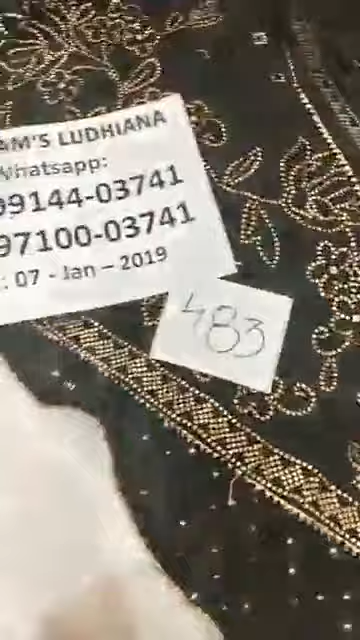 AM'S LUDHIANA
Whatsapp:
99144-03741
97100-03741
: 07 - Jan – 2019
483